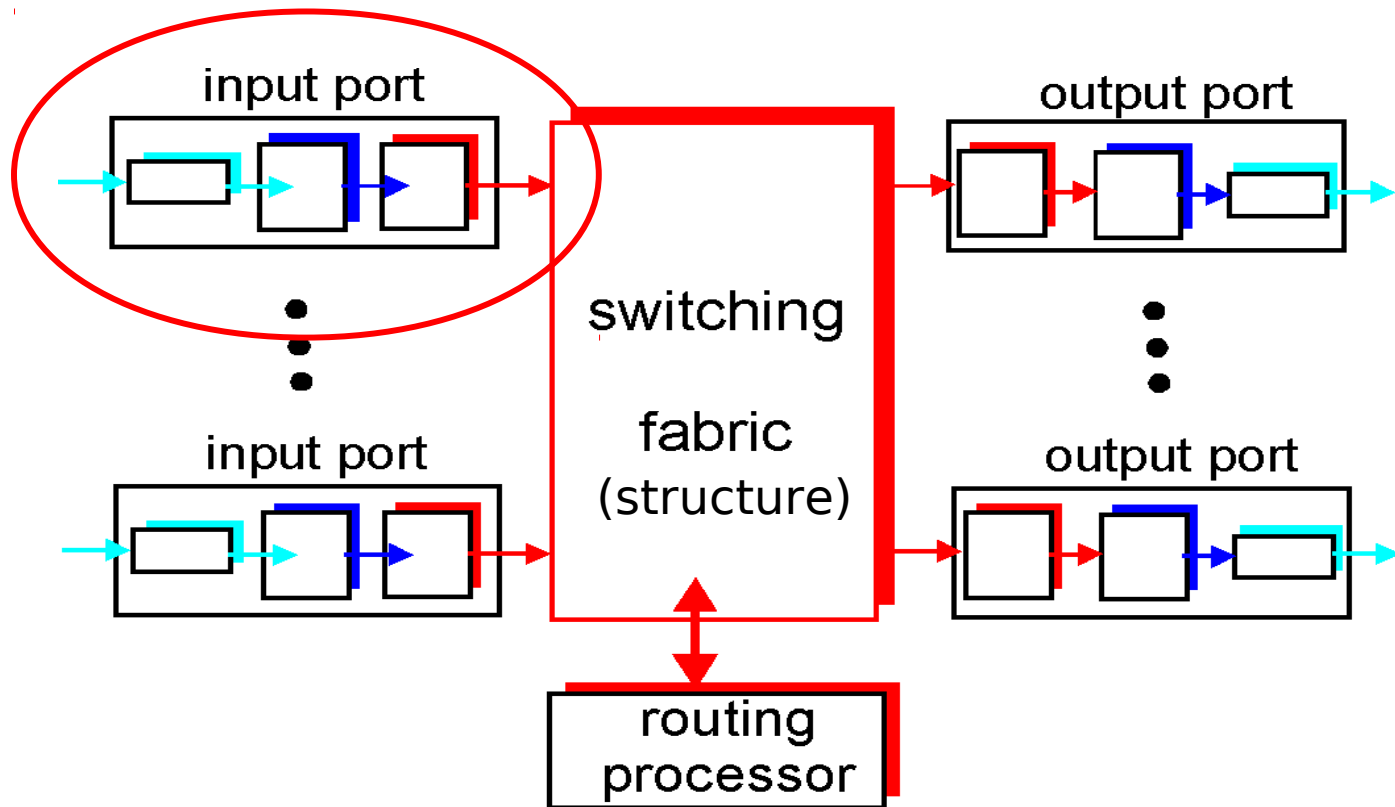 input port
output port
switching
fabric
(structure)
input port
output port
routing
processor